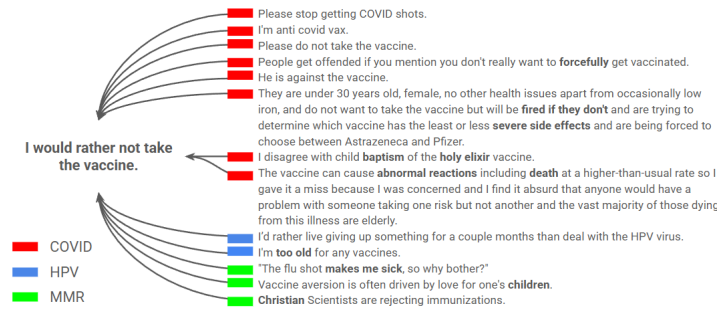 Please stop getting COVID shots.
I'm anti covid vax.
Please do not take the vaccine.
People get offended if you mention you don't really want to forcefully get vaccinated.
He is against the vaccine.
They are under 30 years old, female, no other health issues apart from occasionally low
iron, and do not want to take the vaccine but will be fired if they don't and are trying to
determine which vaccine has the least or less severe side effects and are being forced to
choose between Astrazeneca and Pfizer.
I would rather not take
the vaccine.
I disagree with child baptism of the holy elixir vaccine.
The vaccine can cause abnormal reactions including death at a higher-than-usual rate so I
gave it a miss because I was concerned and I find it absurd that anyone would have a
problem with someone taking one risk but not another and the vast majority of those dying
from this illness are elderly.
I'd rather live giving up something for a couple months than deal with the HPV virus.
I'm too old for any vaccines.
"The flu shot makes me sick, so why bother?"
Vaccine aversion is often driven by love for one's children.
Christian Scientists are rejecting immunizations.
COVID
HPV
MMR